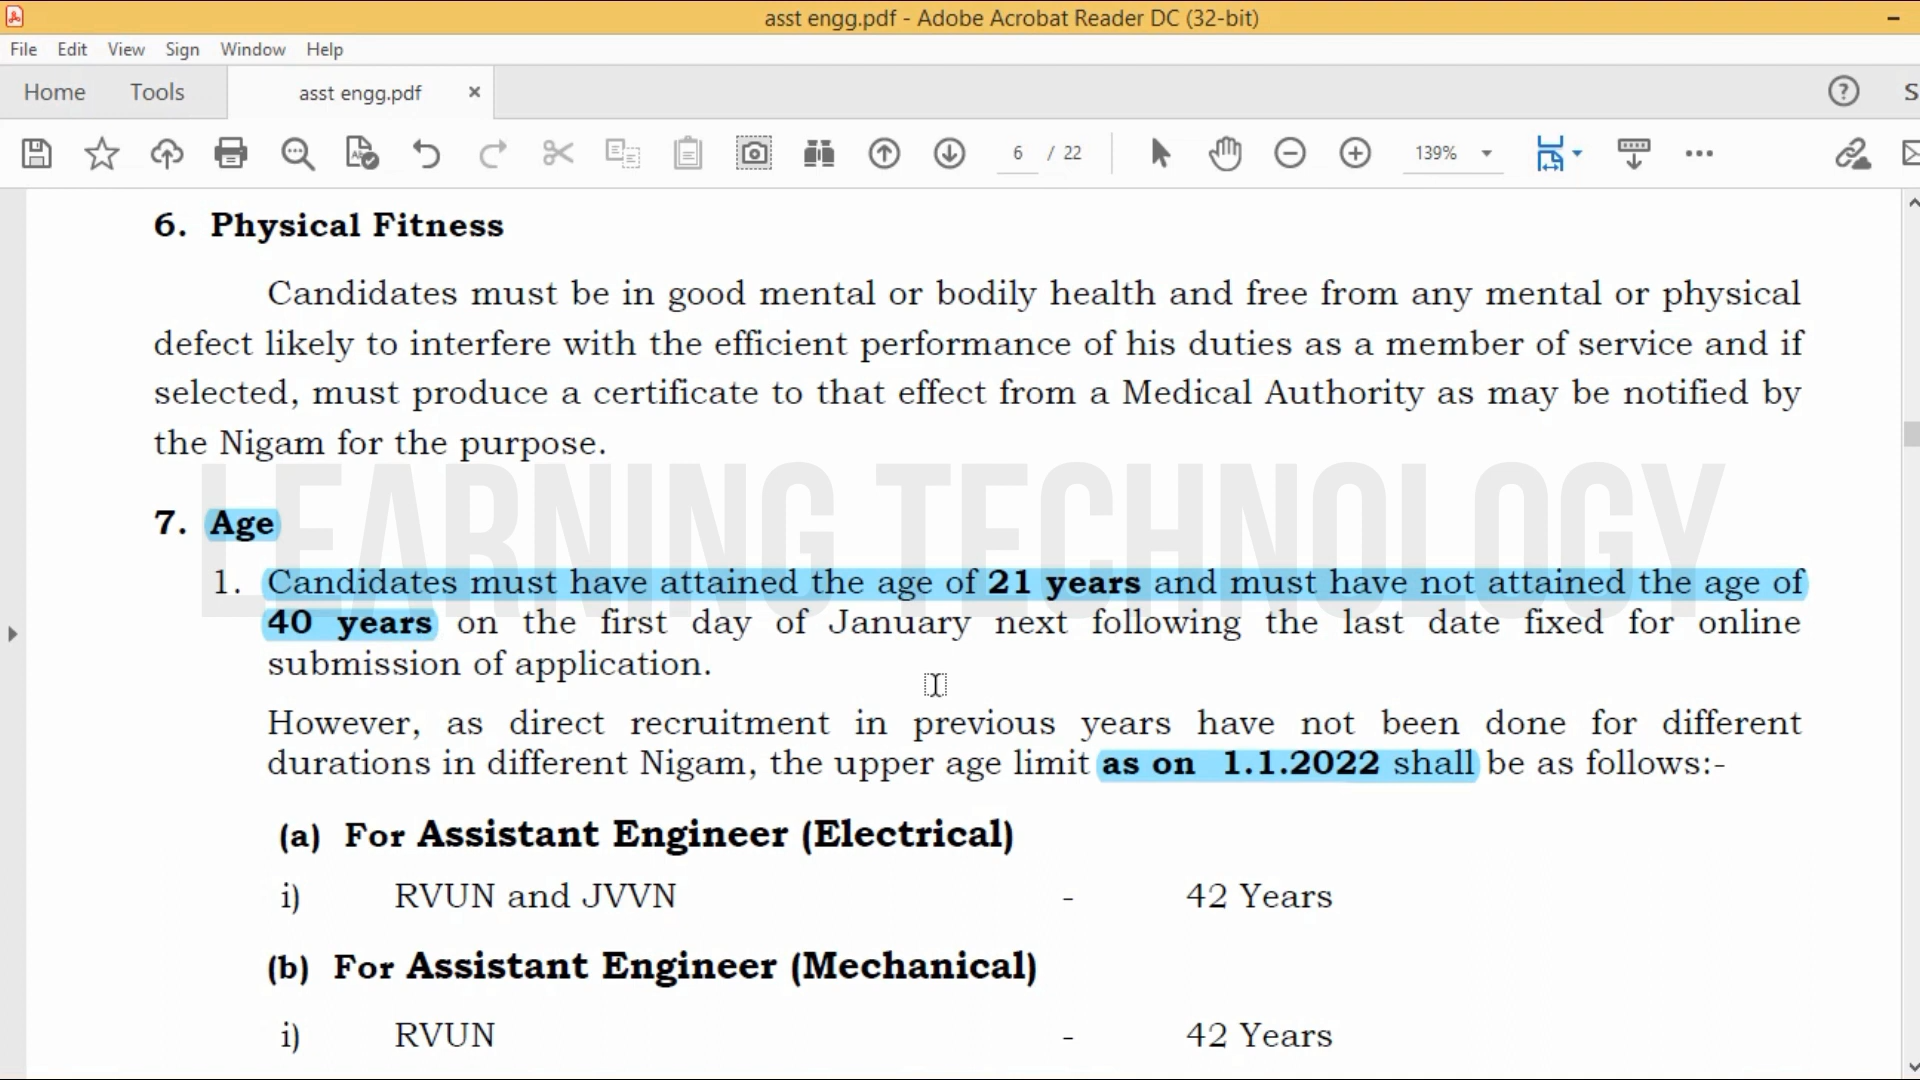 asst engg.pdf - Adobe Acrobat Reader DC (32-bit)
File Edit View Sign Window Help
Home Tools asst engg.pdf
6 / 22 139%
6. Physical Fitness
Candidates must be in good mental or bodily health and free from any mental or physical
defect likely to interfere with the efficient performance of his duties as a member of service and if
selected, must produce a certificate to that effect from a Medical Authority as may be notified by
the Nigam for the purpose.
LEARNING TECHNOLOGY
7. Age
1. Candidates must have attained the age of 21 years and must have not attained the age of
40 years on the first day of January next following the last date fixed for online
submission of application.
However, as direct recruitment in previous years have not been done for different
durations in different Nigam, the upper age limit as on 1.1.2022 shall be as follows:-
(a) For Assistant Engineer (Electrical)
i) RVUN and JVVN - 42 Years
(b) For Assistant Engineer (Mechanical)
i) RVUN - 42 Years